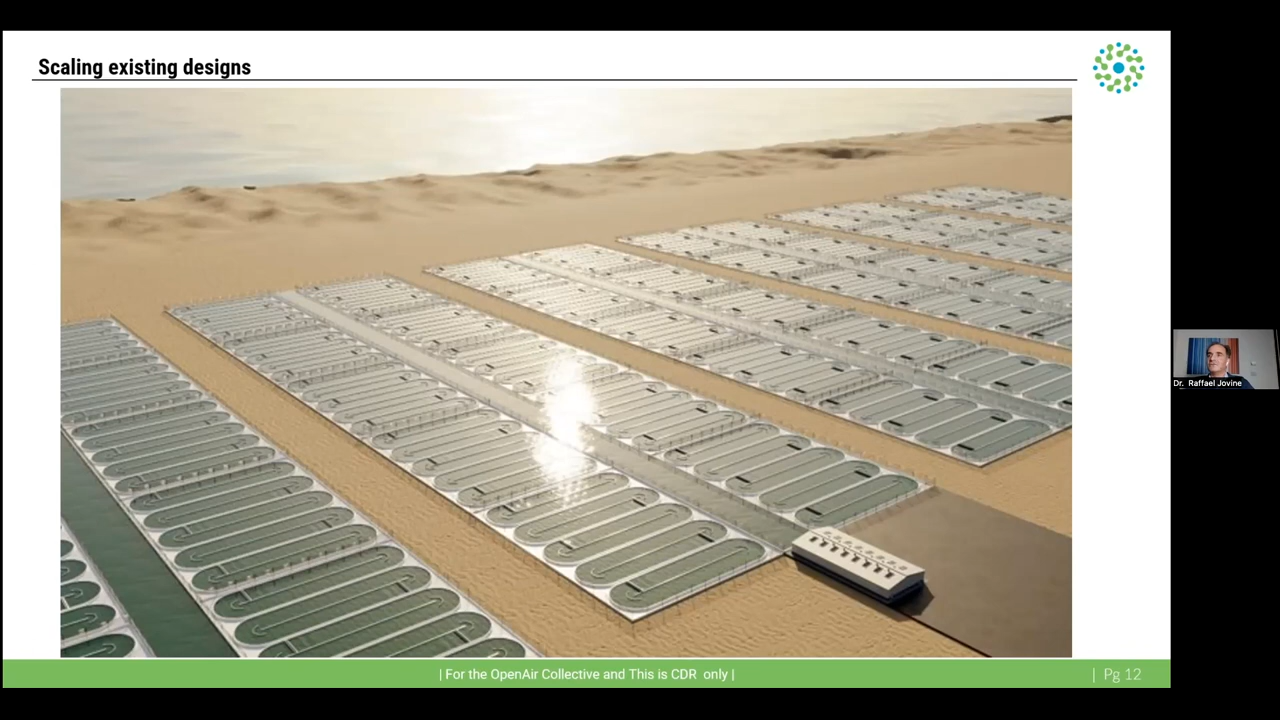 Scaling existing designs
Dr. Raffael Jovine
| For the OpenAir Collective and This is CDR only |
| Pg 12